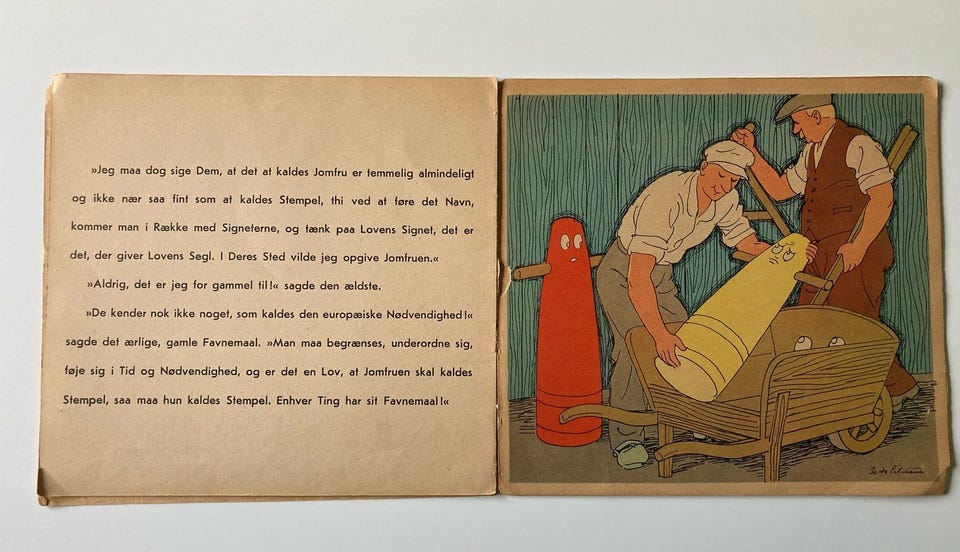 »Jeg maa dog sige Dem, at det at kaldes Jomfru er temmelig almindeligt
og ikke nær saa fint som at kaldes Stempel, thi ved at føre det Navn,
kommer man i Række med Signeterne, og tænk paa Lovens Signet, det er
det, der giver Lovens Segl. I Deres Sted vilde jeg opgive Jomfruen.«
»Aldrig, det er jeg for gammel til!« sagde den ældste.
»De kender nok ikke noget, som kaldes den europæiske Nødvendighed!«
sagde det ærlige, gamle Favnemaal. »Man maa begrænses, underordne sig,
føje sig i Tid og Nødvendighed, og er det en Lov, at Jomfruen skal kaldes
Stempel, saa maa hun kaldes Stempel. Enhver Ting har sit Favnemaal!«